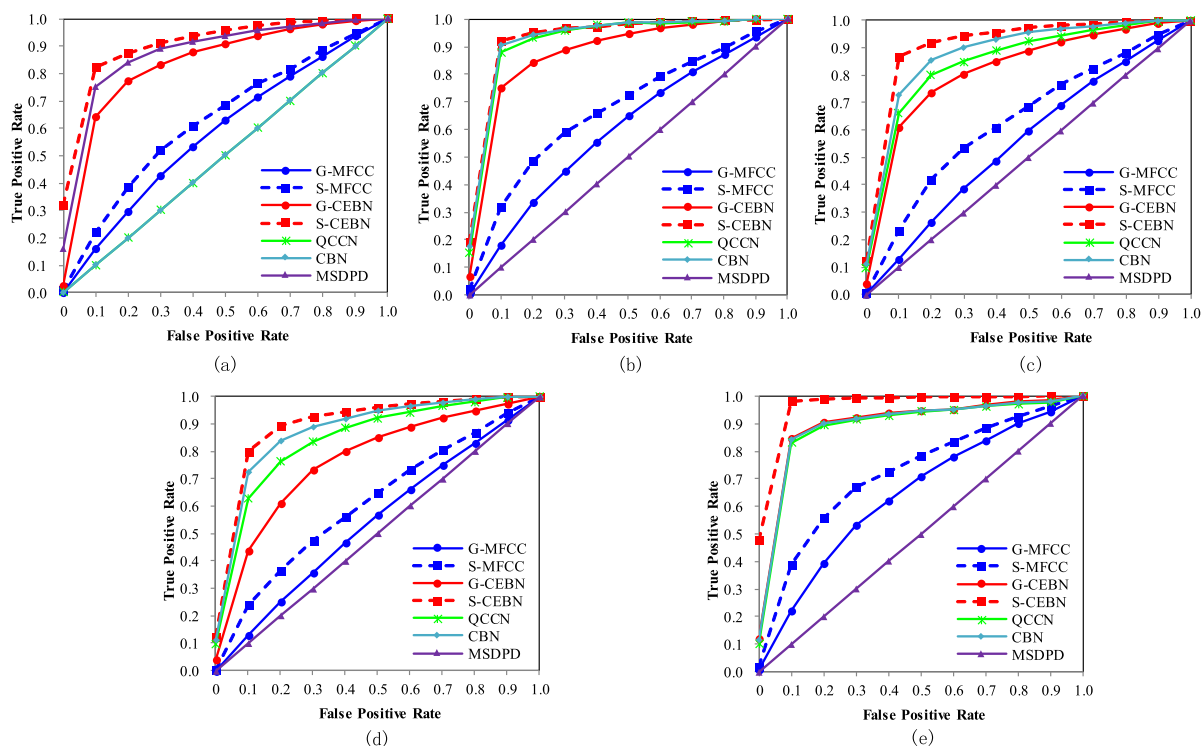 True Positive Rate
1.0
0.9
0.8
0.7
0.6
0.5
0.4
0.3
0.2
0.1
0.0
G-MFCC
S-MFCC
G-CEBN
S-CEBN
QCCN
CBN
MSDPD
0 0.1 0.2 0.3 0.4 0.5 0.6 0.7 0.8 0.9 1.0
False Positive Rate
(a)
True Positive Rate
1.0
0.9
0.8
0.7
0.6
0.5
0.4
0.3
0.2
0.1
0.0
G-MFCC
S-MFCC
G-CEBN
S-CEBN
QCCN
CBN
MSDPD
0 0.1 0.2 0.3 0.4 0.5 0.6 0.7 0.8 0.9 1.0
False Positive Rate
(b)
True Positive Rate
1.0
0.9
0.8
0.7
0.6
0.5
0.4
0.3
0.2
0.1
0.0
G-MFCC
S-MFCC
G-CEBN
S-CEBN
QCCN
CBN
MSDPD
0 0.1 0.2 0.3 0.4 0.5 0.6 0.7 0.8 0.9 1.0
False Positive Rate
(c)
True Positive Rate
1.0
0.9
0.8
0.7
0.6
0.5
0.4
0.3
0.2
0.1
0.0
G-MFCC
S-MFCC
G-CEBN
S-CEBN
QCCN
CBN
MSDPD
0 0.1 0.2 0.3 0.4 0.5 0.6 0.7 0.8 0.9 1.0
False Positive Rate
(d)
True Positive Rate
1.0
0.9
0.8
0.7
0.6
0.5
0.4
0.3
0.2
0.1
0.0
G-MFCC
S-MFCC
G-CEBN
S-CEBN
QCCN
CBN
MSDPD
0 0.1 0.2 0.3 0.4 0.5 0.6 0.7 0.8 0.9 1.0
False Positive Rate
(e)